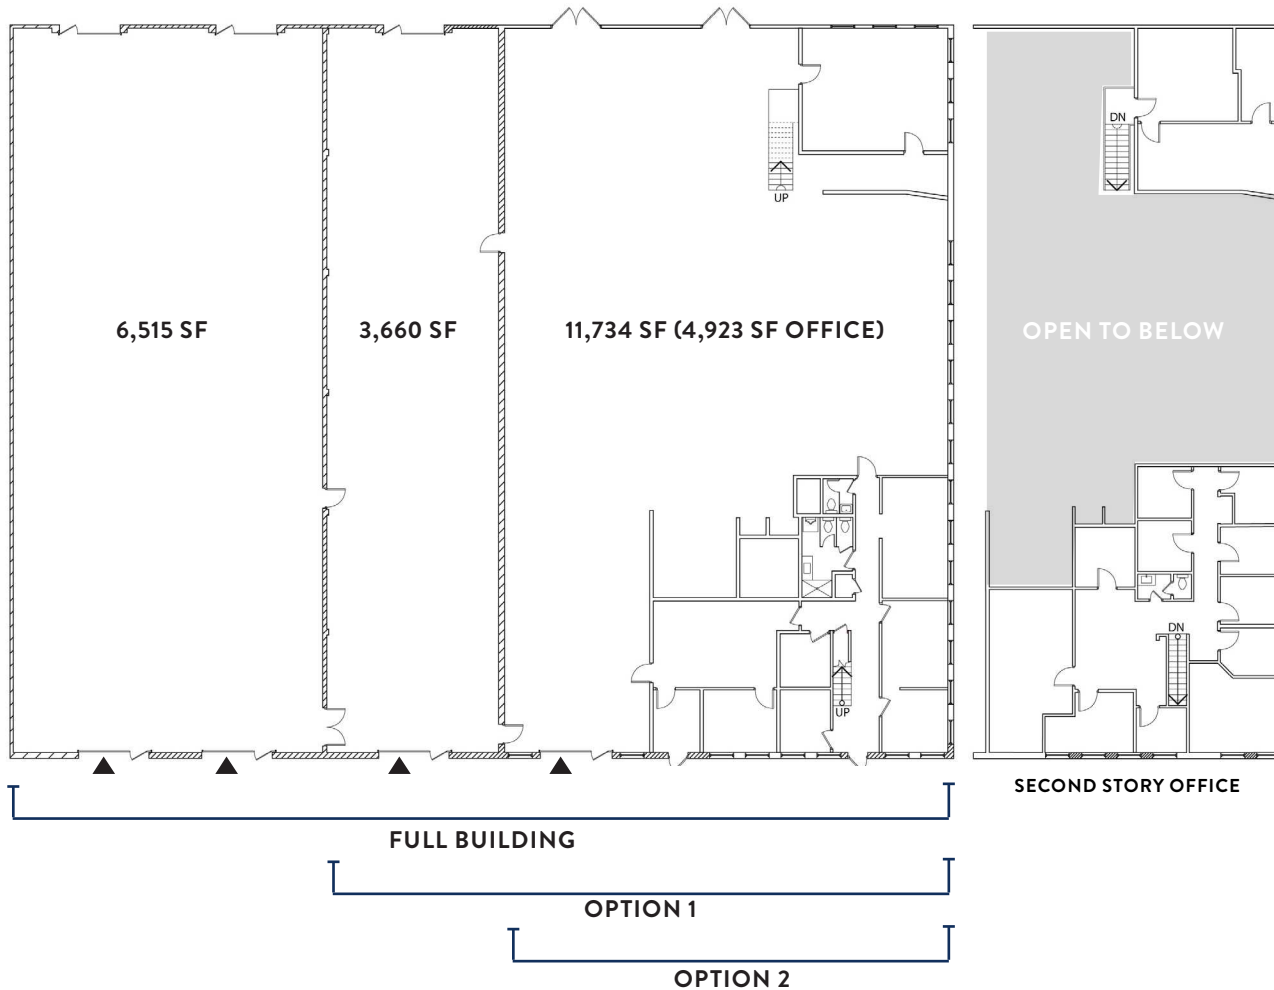 DN
UP
6,515 SF
3,660 SF
11,734 SF (4,923 SF OFFICE)
OPEN TO BELOW
DN
UP
SECOND STORY OFFICE
FULL BUILDING
OPTION 1
OPTION 2